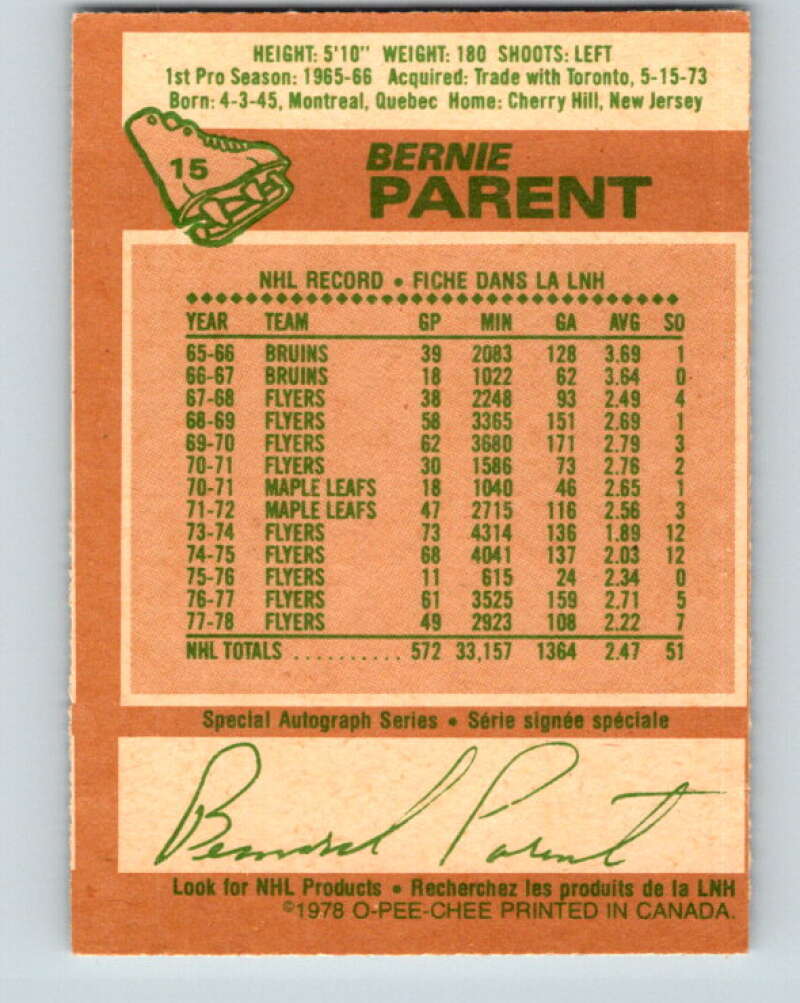 HEIGHT: 5'10" WEIGHT: 180 SHOOTS: LEFT
1st Pro Season: 1965-66 Acquired: Trade with Toronto, 5-15-73
Born: 4-3-45, Montreal, Quebec Home: Cherry Hill, New Jersey
15
BERNIE
PARENT
NHL RECORD • FICHE DANS LA LNH
YEAR TEAM GP MIN GA AVG SO
65-66 BRUINS 39 2083 128 3.69 1
66-67 BRUINS 18 1022 62 3.64 0
67-68 FLYERS 38 2248 93 2.49 4
68-69 FLYERS 58 3365 151 2.69 1
69-70 FLYERS 62 3680 171 2.79 3
70-71 FLYERS 30 1586 73 2.76 2
70-71 MAPLE LEAFS 18 1040 46 2.65 1
71-72 MAPLE LEAFS 47 2715 116 2.56 3
73-74 FLYERS 73 4314 136 1.89 12
74-75 FLYERS 68 4041 137 2.03 12
75-76 FLYERS 11 615 24 2.34 0
76-77 FLYERS 61 3525 159 2.71 5
77-78 FLYERS 49 2923 108 2.22 7
NHL TOTALS .......... 572 33,157 1364 2.47 51
Special Autograph Series • Série signée spéciale
Bernard Parent
Look for NHL Products • Recherchez les produits de la LNH
©1978 O-PEE-CHEE PRINTED IN CANADA.